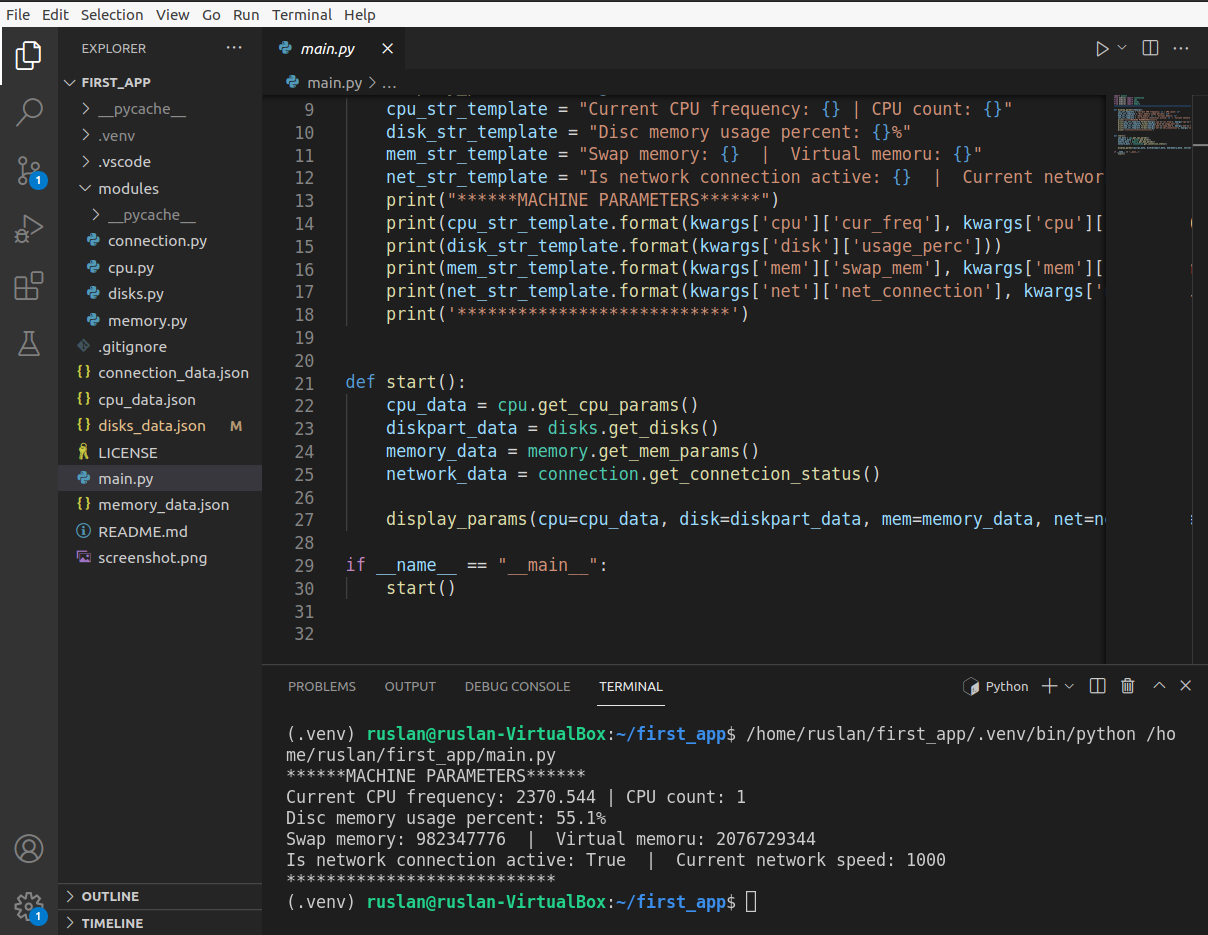 File Edit Selection View Go Run Terminal Help
EXPLORER
FIRST_APP
__pycache__
.venv
.vscode
modules
__pycache__
connection.py
cpu.py
disks.py
memory.py
.gitignore
connection_data.json
cpu_data.json
disks_data.json M
LICENSE
main.py
memory_data.json
README.md
screenshot.png
OUTLINE
TIMELINE
1
1
main.py
main.py > ...
9 cpu_str_template = "Current CPU frequency: {} | CPU count: {}"
10 disk_str_template = "Disc memory usage percent: {}%"
11 mem_str_template = "Swap memory: {}  |  Virtual memoru: {}"
12 net_str_template = "Is network connection active: {}  |  Current networ
13 print("******MACHINE PARAMETERS******")
14 print(cpu_str_template.format(kwargs['cpu']['cur_freq'], kwargs['cpu'][
15 print(disk_str_template.format(kwargs['disk']['usage_perc']))
16 print(mem_str_template.format(kwargs['mem']['swap_mem'], kwargs['mem'][
17 print(net_str_template.format(kwargs['net']['net_connection'], kwargs['
18 print('***************************')
19
20
21 def start():
22 cpu_data = cpu.get_cpu_params()
23 diskpart_data = disks.get_disks()
24 memory_data = memory.get_mem_params()
25 network_data = connection.get_connetcion_status()
26
27 display_params(cpu=cpu_data, disk=diskpart_data, mem=memory_data, net=n
28
29 if __name__ == "__main__":
30 start()
31
32
PROBLEMS OUTPUT DEBUG CONSOLE TERMINAL Python
(.venv) ruslan@ruslan-VirtualBox:~/first_app$ /home/ruslan/first_app/.venv/bin/python /ho
me/ruslan/first_app/main.py
******MACHINE PARAMETERS******
Current CPU frequency: 2370.544 | CPU count: 1
Disc memory usage percent: 55.1%
Swap memory: 982347776  |  Virtual memoru: 2076729344
Is network connection active: True  |  Current network speed: 1000
***************************
(.venv) ruslan@ruslan-VirtualBox:~/first_app$